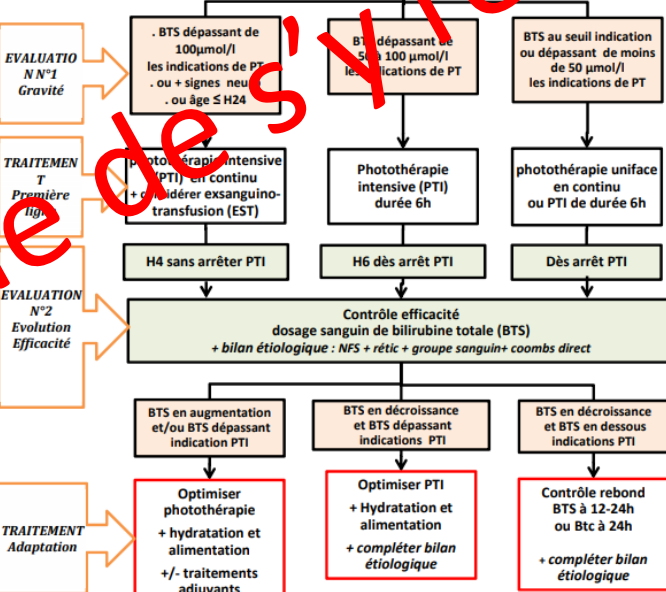 EVALUATIO
N N°1
Gravité
. BTS dépassant de
100µmol/l
les indications de PT
. ou + signes
. ou âge ≤ H24
BTS dépassant de
50 à 100 µmol/l
les indications de PT
BTS au seuil indication
ou dépassant de moins
de 50 µmol/l
les indications de PT
TRAITEMEN
T
Première
ligne
photothérapie intensive
(PTI) en continu
+ considérer exsanguino-
transfusion (EST)
Photothérapie
intensive (PTI)
durée 6h
photothérapie uniface
en continu
ou PTI de durée 6h
H4 sans arrêter PTI
H6 dès arrêt PTI
Dès arrêt PTI
EVALUATION
N°2
Evolution
Efficacité
Contrôle efficacité
dosage sanguin de bilirubine totale (BTS)
+ bilan étiologique : NFS + rétic + groupe sanguin+ coombs direct
BTS en augmentation
et/ou BTS dépassant
indication PTI
BTS en décroissance
et BTS dépassant
indications PTI
BTS en décroissance
et BTS en dessous
indications PTI
TRAITEMENT
Adaptation
Optimiser
photothérapie
+ hydratation et
alimentation
+/- traitements
adjuvants
Optimiser PTI
+ Hydratation et
alimentation
+ compléter bilan
étiologique
Contrôle rebond
BTS à 12-24h
ou Btc à 24h
+ compléter bilan
étiologique
de s'y